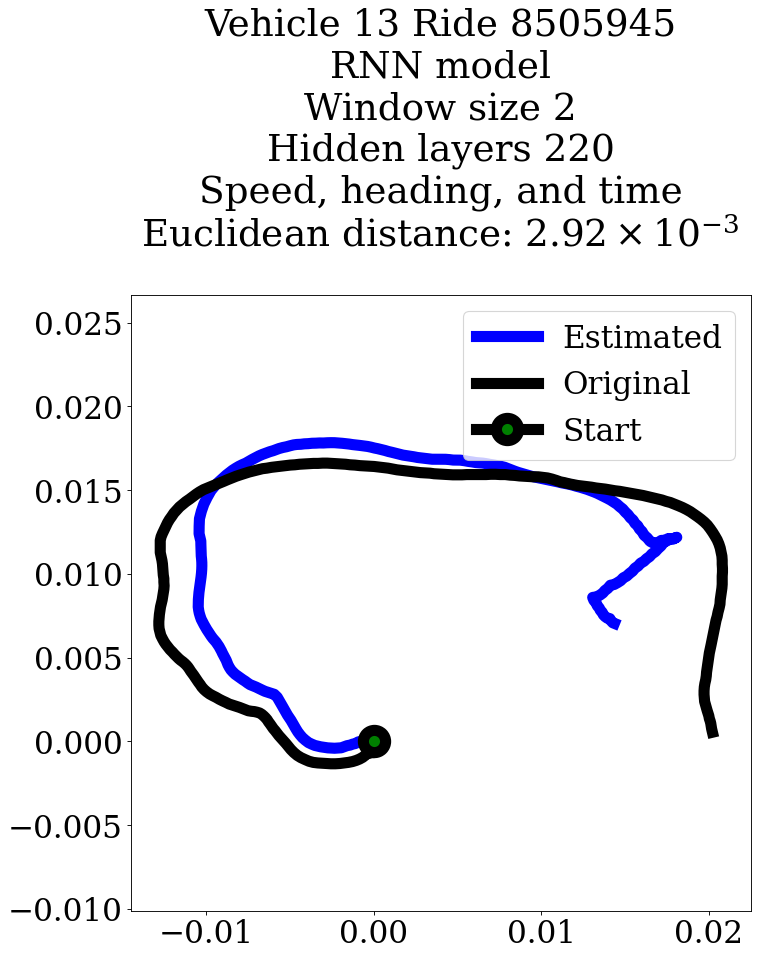 Vehicle 13 Ride 8505945
RNN model
Window size 2
Hidden layers 220
Speed, heading, and time
Euclidean distance: 2.92 × 10⁻³
Estimated
Original
Start
0.025
0.020
0.015
0.010
0.005
0.000
−0.005
−0.010
−0.01 0.00 0.01 0.02